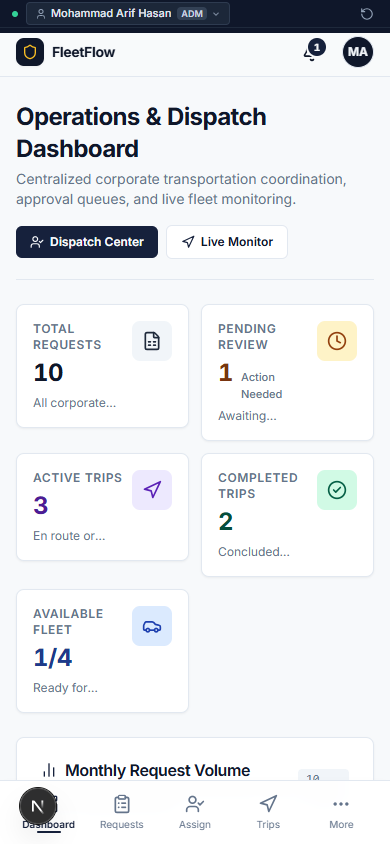 Mohammad Arif Hasan ADM
FleetFlow
1
MA
Operations & Dispatch
Dashboard
Centralized corporate transportation coordination,
approval queues, and live fleet monitoring.
Dispatch Center
Live Monitor
TOTAL
REQUESTS
10
All corporate...
PENDING
REVIEW
1 Action
Needed
Awaiting...
ACTIVE TRIPS
3
En route or...
COMPLETED
TRIPS
2
Concluded...
AVAILABLE
FLEET
1/4
Ready for...
Monthly Request Volume
10
N
Dashboard
Requests
Assign
Trips
More